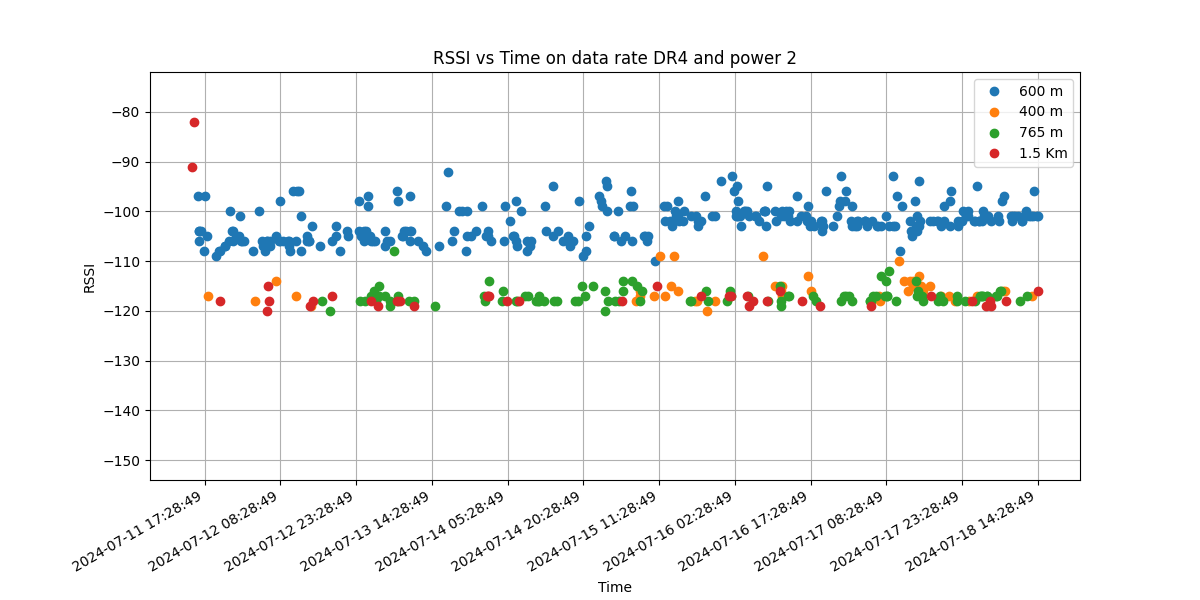 RSSI vs Time on data rate DR4 and power 2
600 m
400 m
765 m
1.5 Km
RSSI
−80
−90
−100
−110
−120
−130
−140
−150
2024-07-11 17:28:49
2024-07-12 08:28:49
2024-07-12 23:28:49
2024-07-13 14:28:49
2024-07-14 05:28:49
2024-07-14 20:28:49
2024-07-15 11:28:49
2024-07-16 02:28:49
2024-07-16 17:28:49
2024-07-17 08:28:49
2024-07-17 23:28:49
2024-07-18 14:28:49
Time